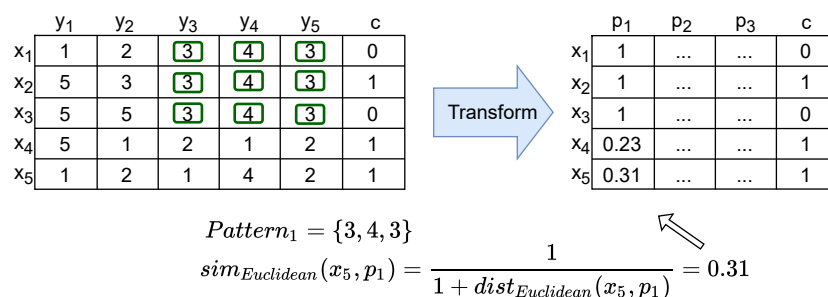 y1 y2 y3 y4 y5 c
x1 1 2 3 4 3 0
x2 5 3 3 4 3 1
x3 5 5 3 4 3 0
x4 5 1 2 1 2 1
x5 1 2 1 4 2 1
Transform
p1 p2 p3 c
x1 1 ... ... 0
x2 1 ... ... 1
x3 1 ... ... 0
x4 0.23 ... ... 1
x5 0.31 ... ... 1
Pattern1 = {3, 4, 3}
simEuclidean(x5, p1) = 1 / 1 + distEuclidean(x5, p1) = 0.31